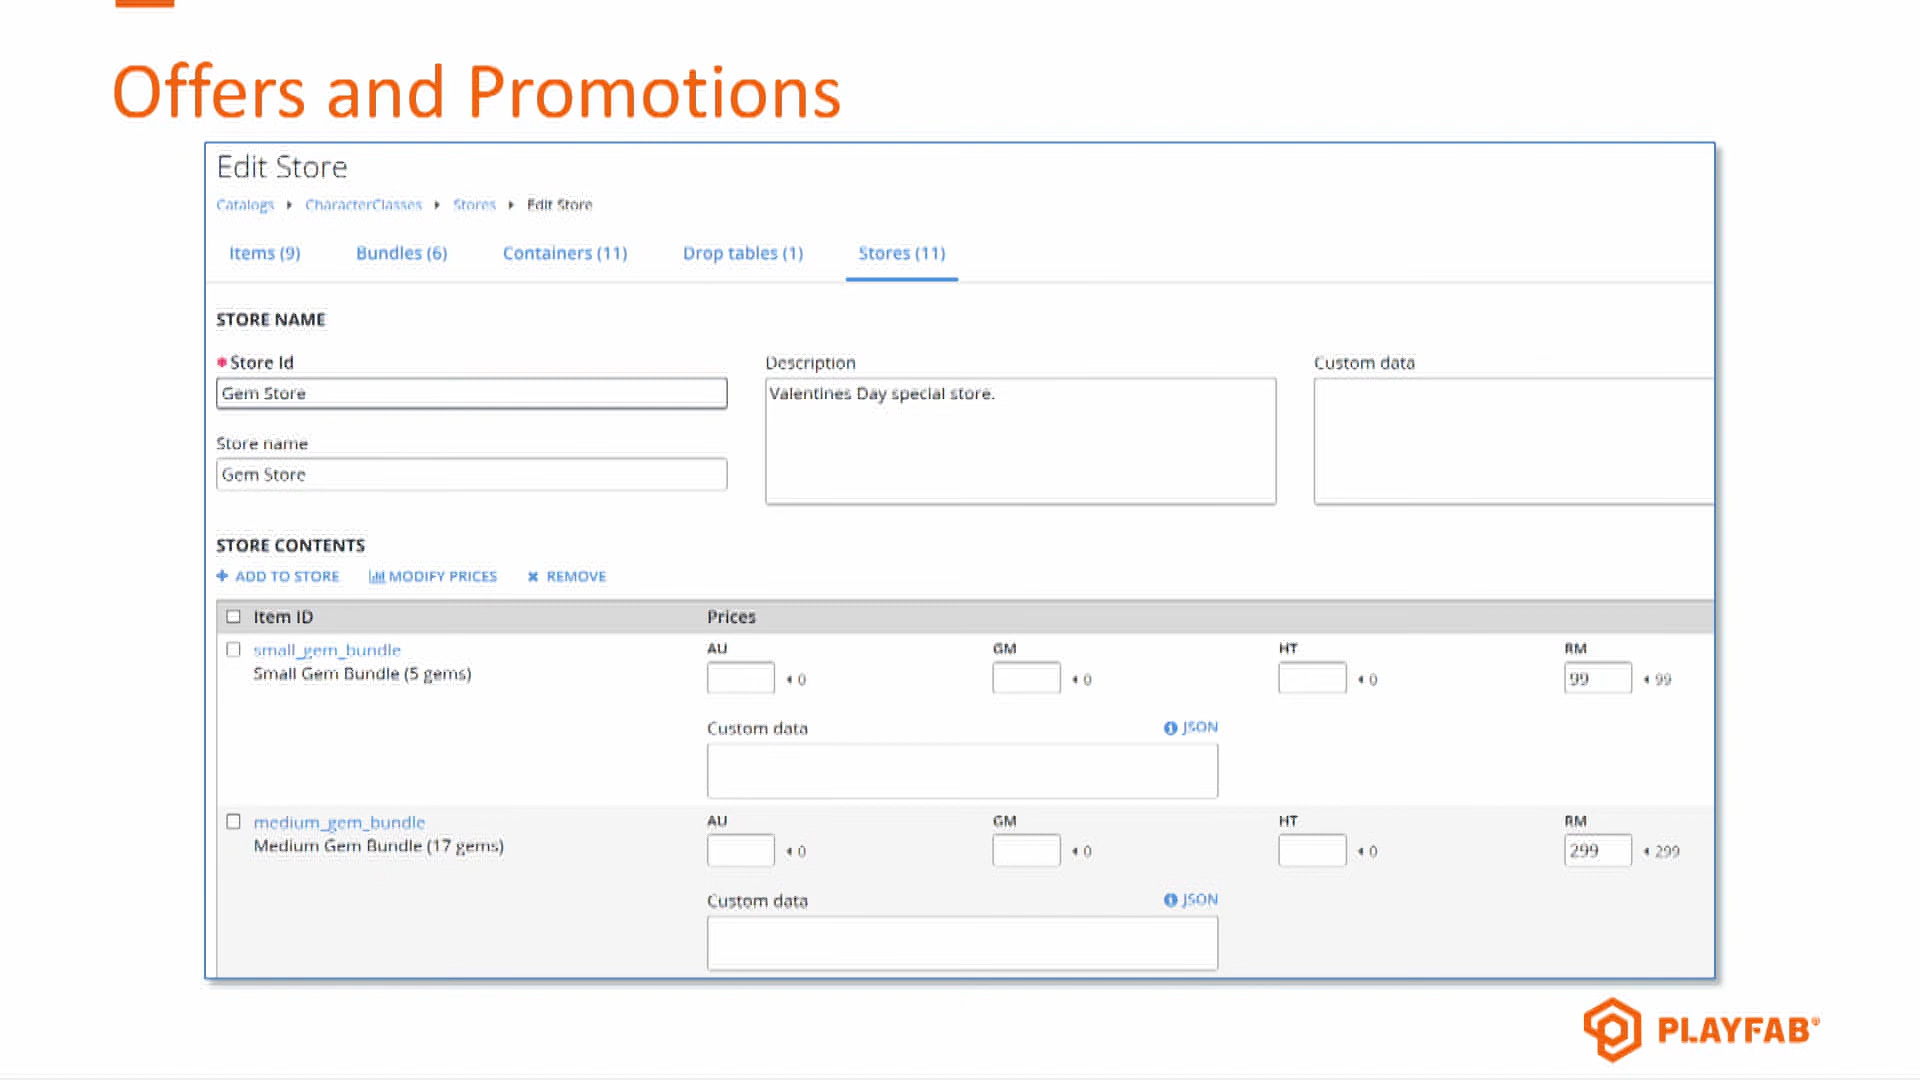 Offers and Promotions
Edit Store
Catalogs CharacterClasses Stores Edit Store
Items (9) Bundles (6) Containers (11) Drop tables (1) Stores (11)
STORE NAME
* Store Id Description Custom data
Gem Store Valentines Day special store.
Store name
Gem Store
STORE CONTENTS
ADD TO STORE MODIFY PRICES REMOVE
Item ID Prices
small_gem_bundle AU GM HT RM
Small Gem Bundle (5 gems) 0 0 0 99 99
Custom data JSON
medium_gem_bundle AU GM HT RM
Medium Gem Bundle (17 gems) 0 0 0 299 299
Custom data JSON
PLAYFAB®